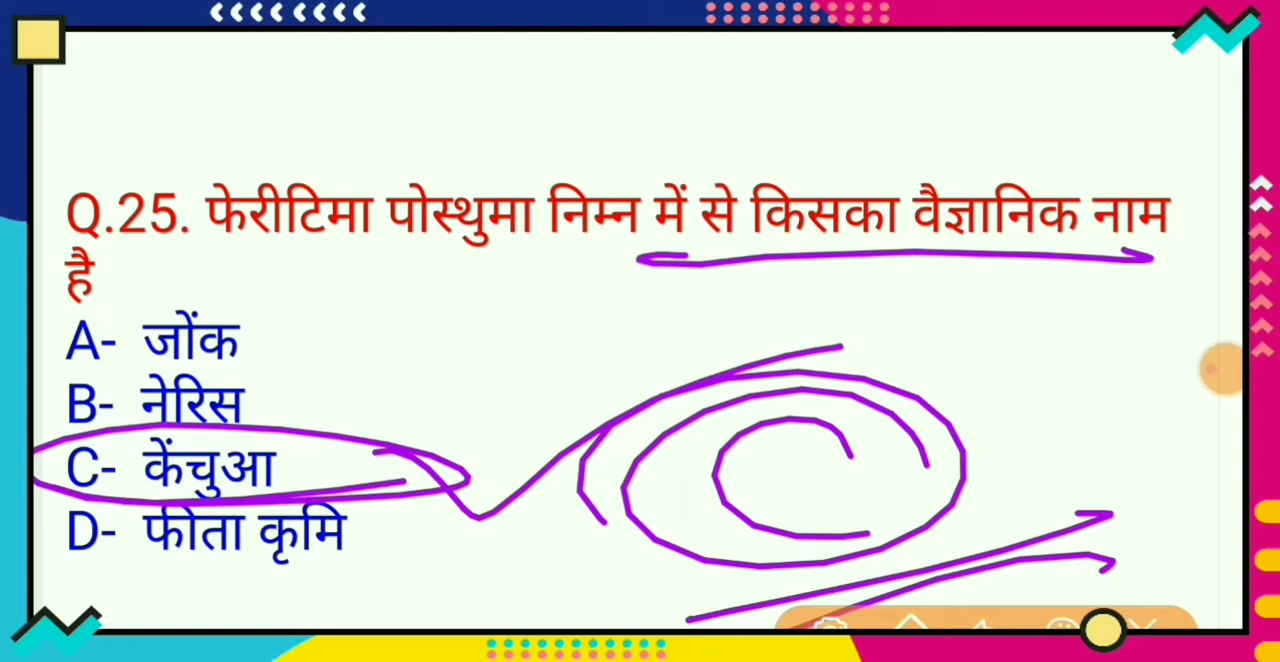 Q.25. फेरीटिमा पोस्थुमा निम्न में से किसका वैज्ञानिक नाम
है
A- जोंक
B- नेरिस
C- केंचुआ
D- फीता कृमि